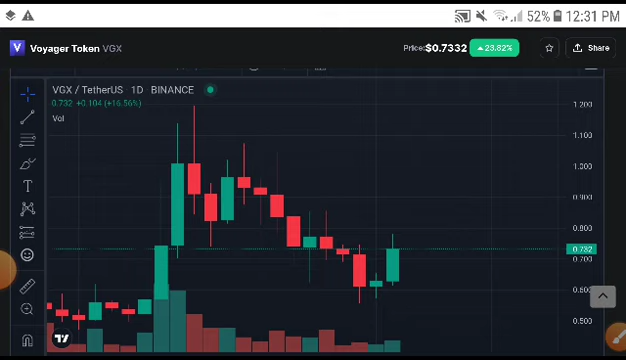 52% 12:31 PM
Voyager Token VGX
Price:$0.7332 23.82% Share
VGX / TetherUS 1D BINANCE
0.732 +0.104 (+16.56%)
Vol
1.200
1.100
1.000
0.900
0.800
0.732
0.700
0.600
0.500